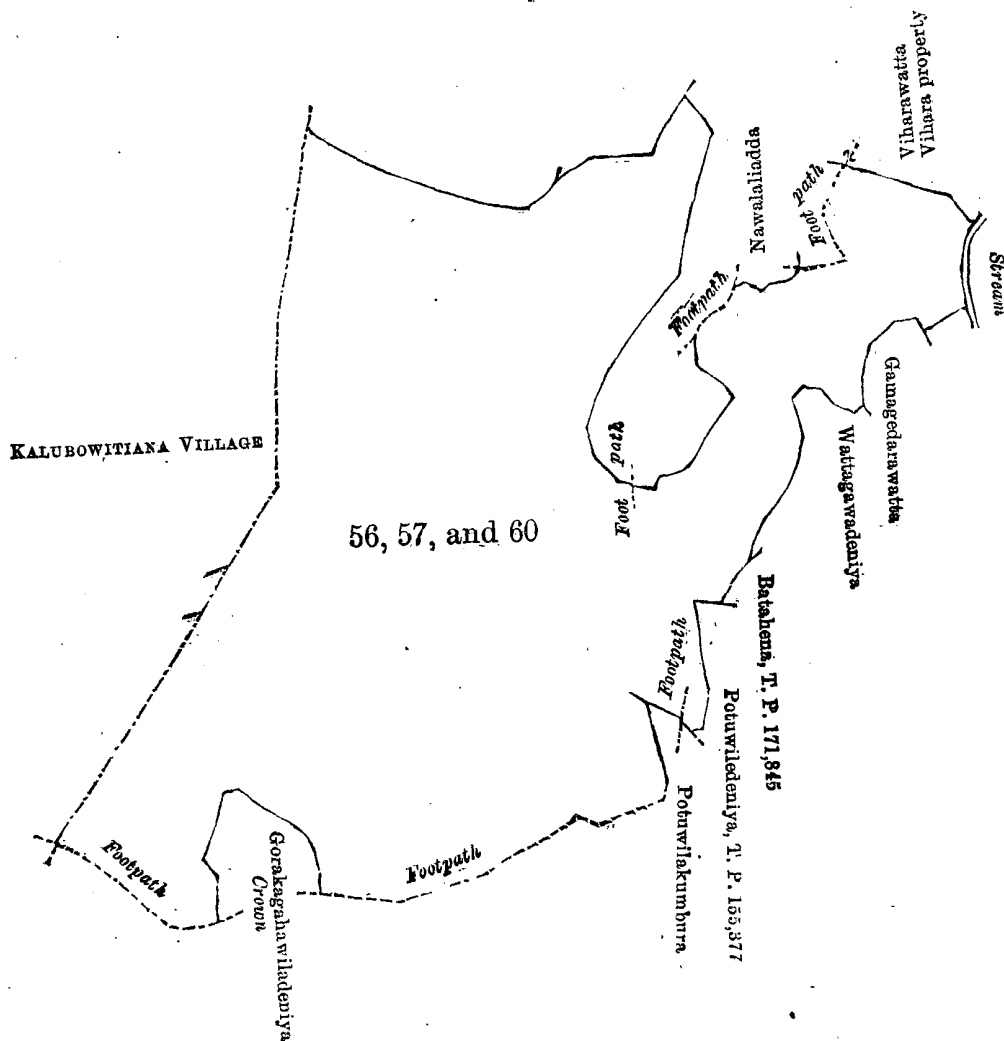 Viharawatta
Vihara property
Stream
Foot path
Nawalaliadda
Footpath
Gamagedarawatta
Wattagawadeniya
KALUBOWITIANA VILLAGE
Foot path
56, 57, and 60
Batahena, T. P. 171,845
Footpath
Potuwiledeniya, T. P. 155,377
Potuwilakumbura
Footpath
Footpath
Gorakagahawiladeniya
Crown